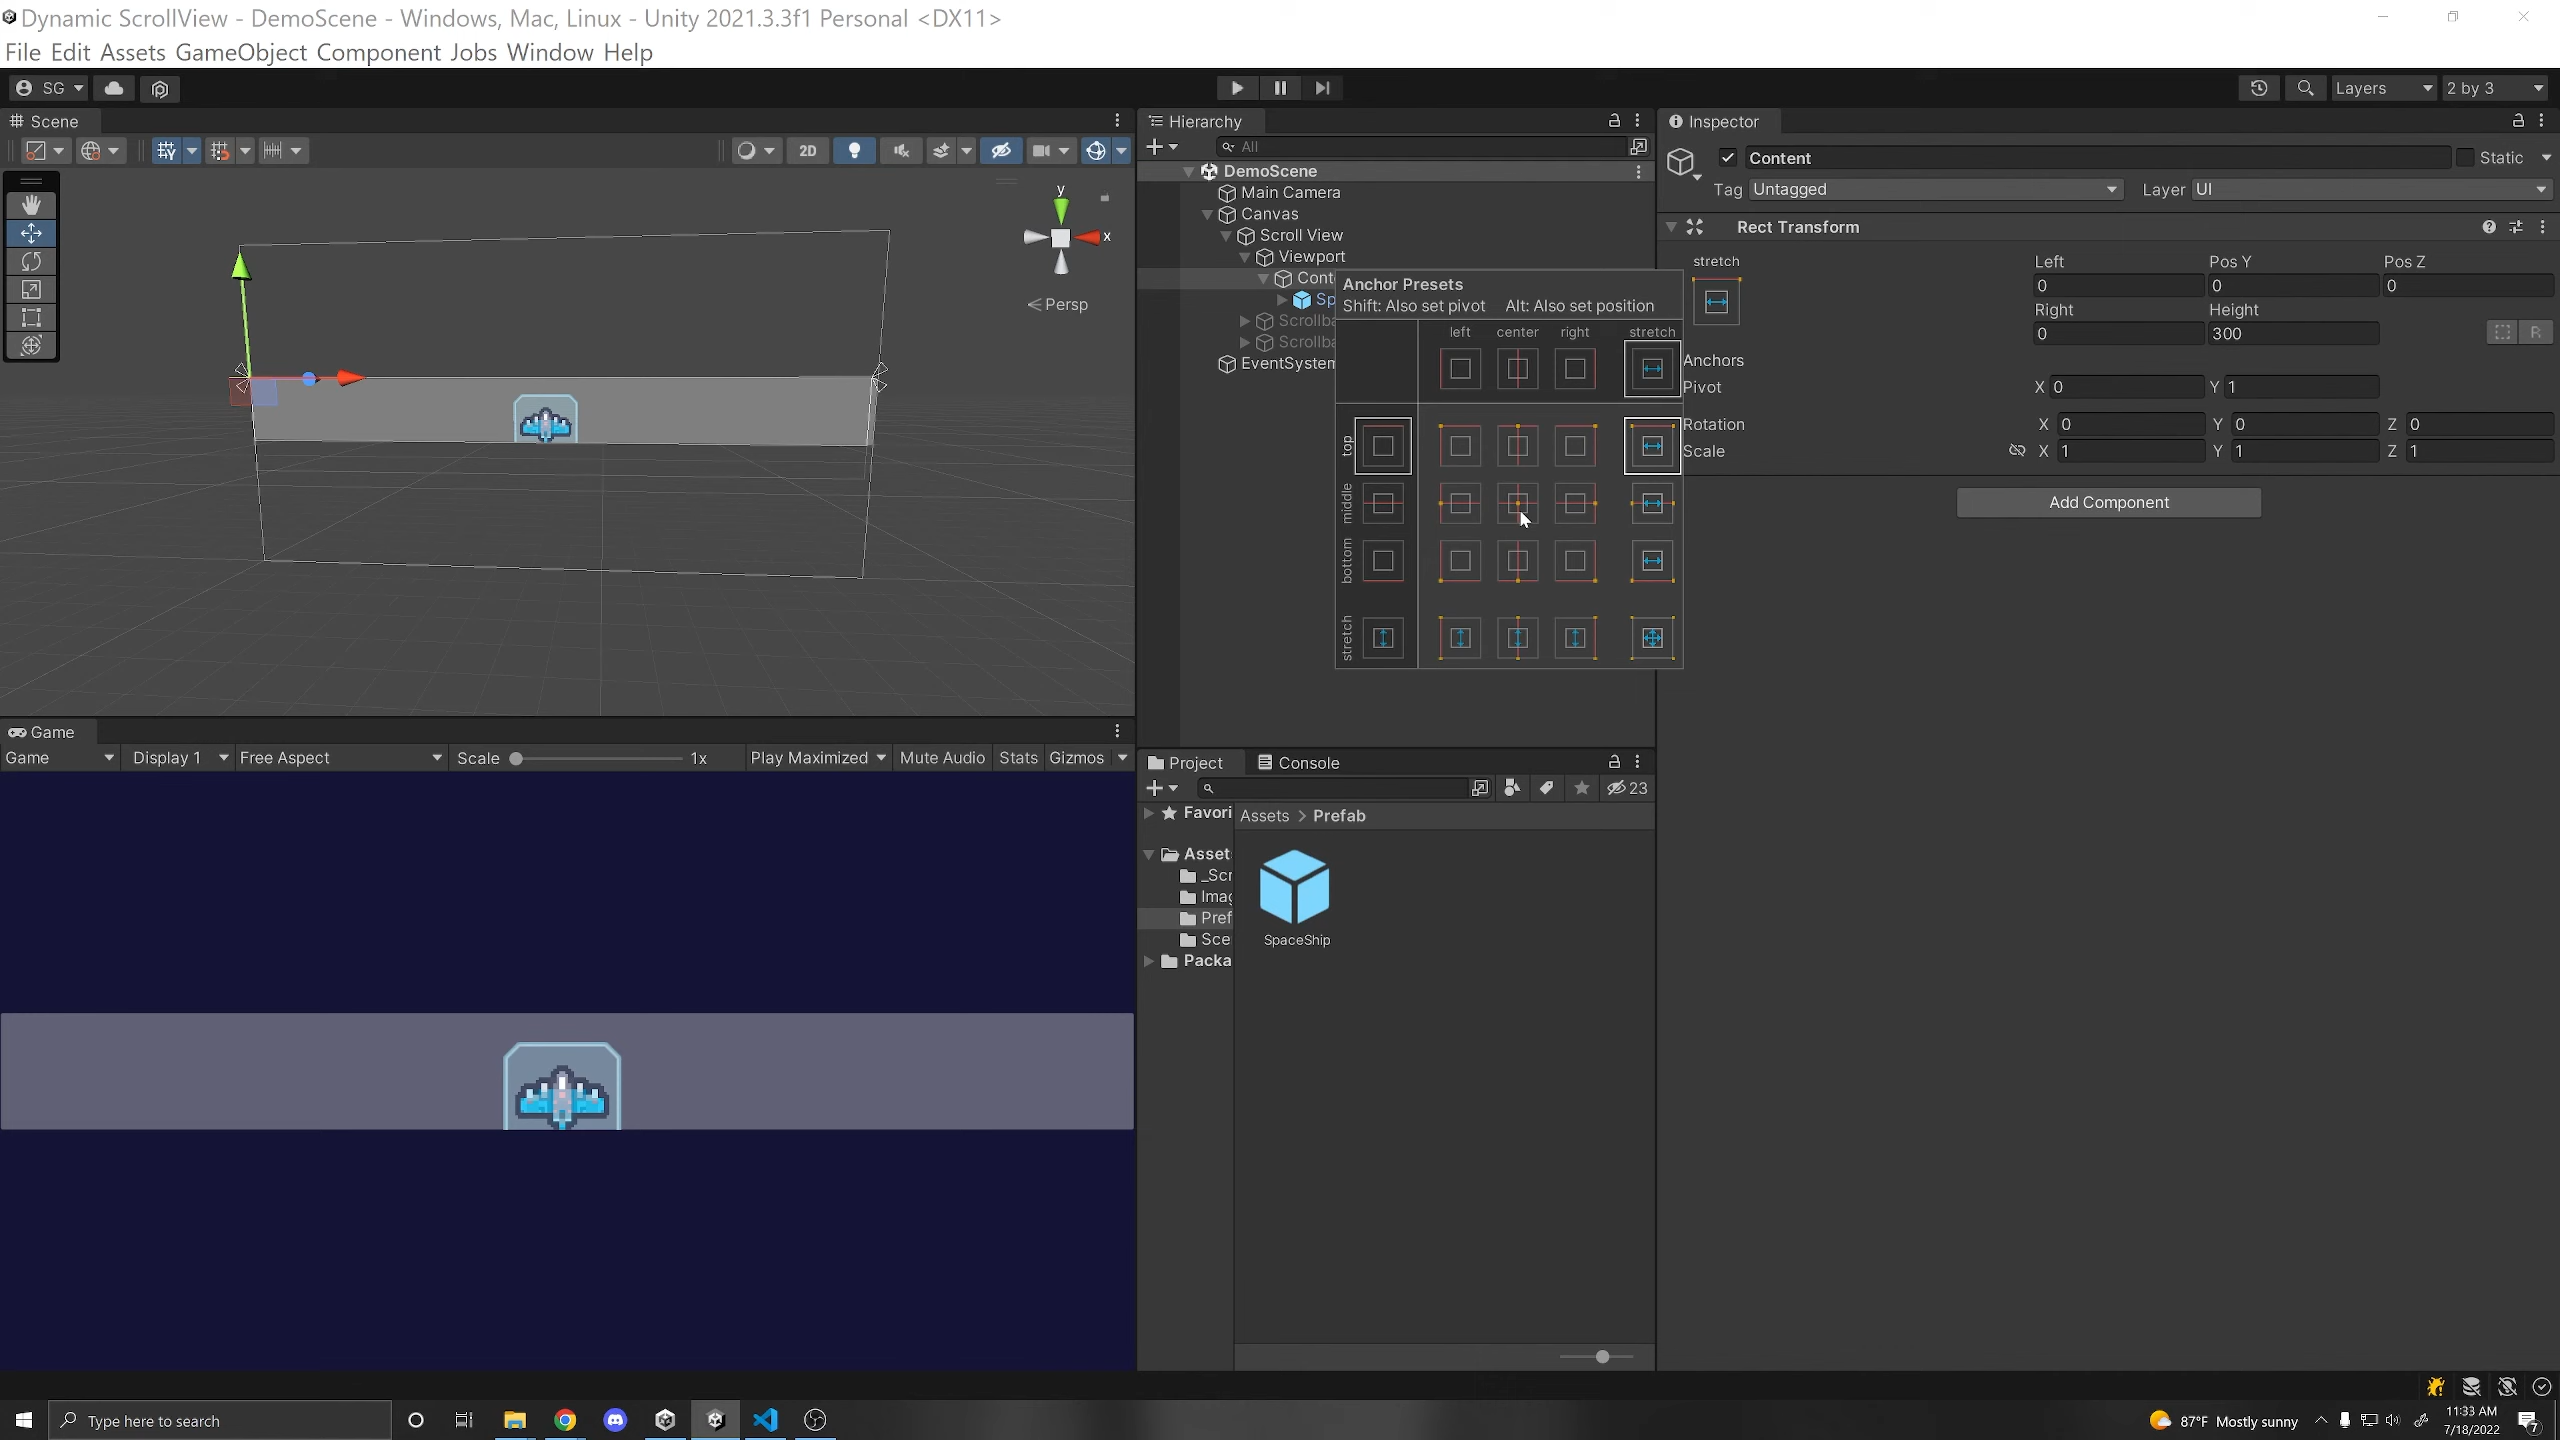 Dynamic ScrollView - DemoScene - Windows, Mac, Linux - Unity 2021.3.3f1 Personal <DX11>
File Edit Assets GameObject Component Jobs Window Help
SG
Layers
2 by 3
Scene
2D
y
x
Persp
Hierarchy
All
DemoScene
Main Camera
Canvas
Scroll View
Viewport
Cont
Sp
Scrollba
Scrollba
EventSystem
Anchor Presets
Shift: Also set pivot Alt: Also set position
left center right stretch
top
middle
bottom
stretch
Inspector
Content
Static
Tag Untagged
Layer UI
Rect Transform
stretch
Left Pos Y Pos Z
0 0 0
Right Height
0 300
R
Anchors
Pivot X 0 Y 1
Rotation X 0 Y 0 Z 0
Scale X 1 Y 1 Z 1
Add Component
Game
Game Display 1 Free Aspect Scale 1x Play Maximized Mute Audio Stats Gizmos
Project Console
23
Favori
Asset
_Scr
Imag
Pref
Sce
Packa
Assets > Prefab
SpaceShip
Type here to search
87°F Mostly sunny
11:33 AM
7/18/2022
7